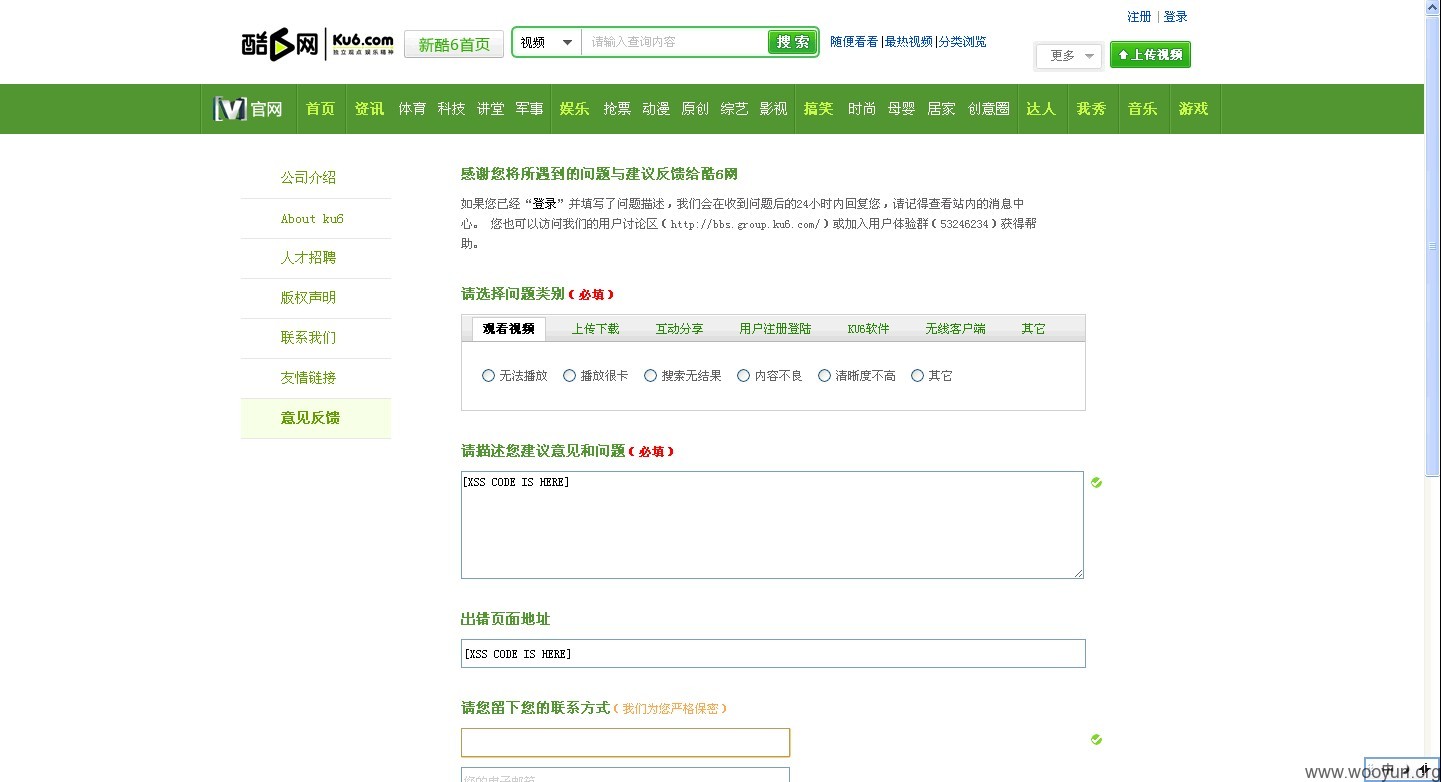 注册 | 登录
酷6网 Ku6.com 独立观点 娱乐精神
新酷6首页
视频 请输入查询内容 搜索
随便看看 |最热视频 |分类浏览
更多 上传视频
[V]官网 首页 资讯 体育 科技 讲堂 军事 娱乐 抢票 动漫 原创 综艺 影视 搞笑 时尚 母婴 居家 创意圈 达人 我秀 音乐 游戏
公司介绍
About ku6
人才招聘
版权声明
联系我们
友情链接
意见反馈
感谢您将所遇到的问题与建议反馈给酷6网
如果您已经“登录”并填写了问题描述，我们会在收到问题后的24小时内回复您，请记得查看站内的消息中
心。 您也可以访问我们的用户讨论区（http://bbs.group.ku6.com/）或加入用户体验群（53246234）获得帮
助。
请选择问题类别（必填）
观看视频 上传下载 互动分享 用户注册登陆 KU6软件 无线客户端 其它
无法播放 播放很卡 搜索无结果 内容不良 清晰度不高 其它
请描述您建议意见和问题（必填）
[XSS CODE IS HERE]
出错页面地址
[XSS CODE IS HERE]
请您留下您的联系方式（我们为您严格保密）
您的电子邮箱
中
www.wooyun.org